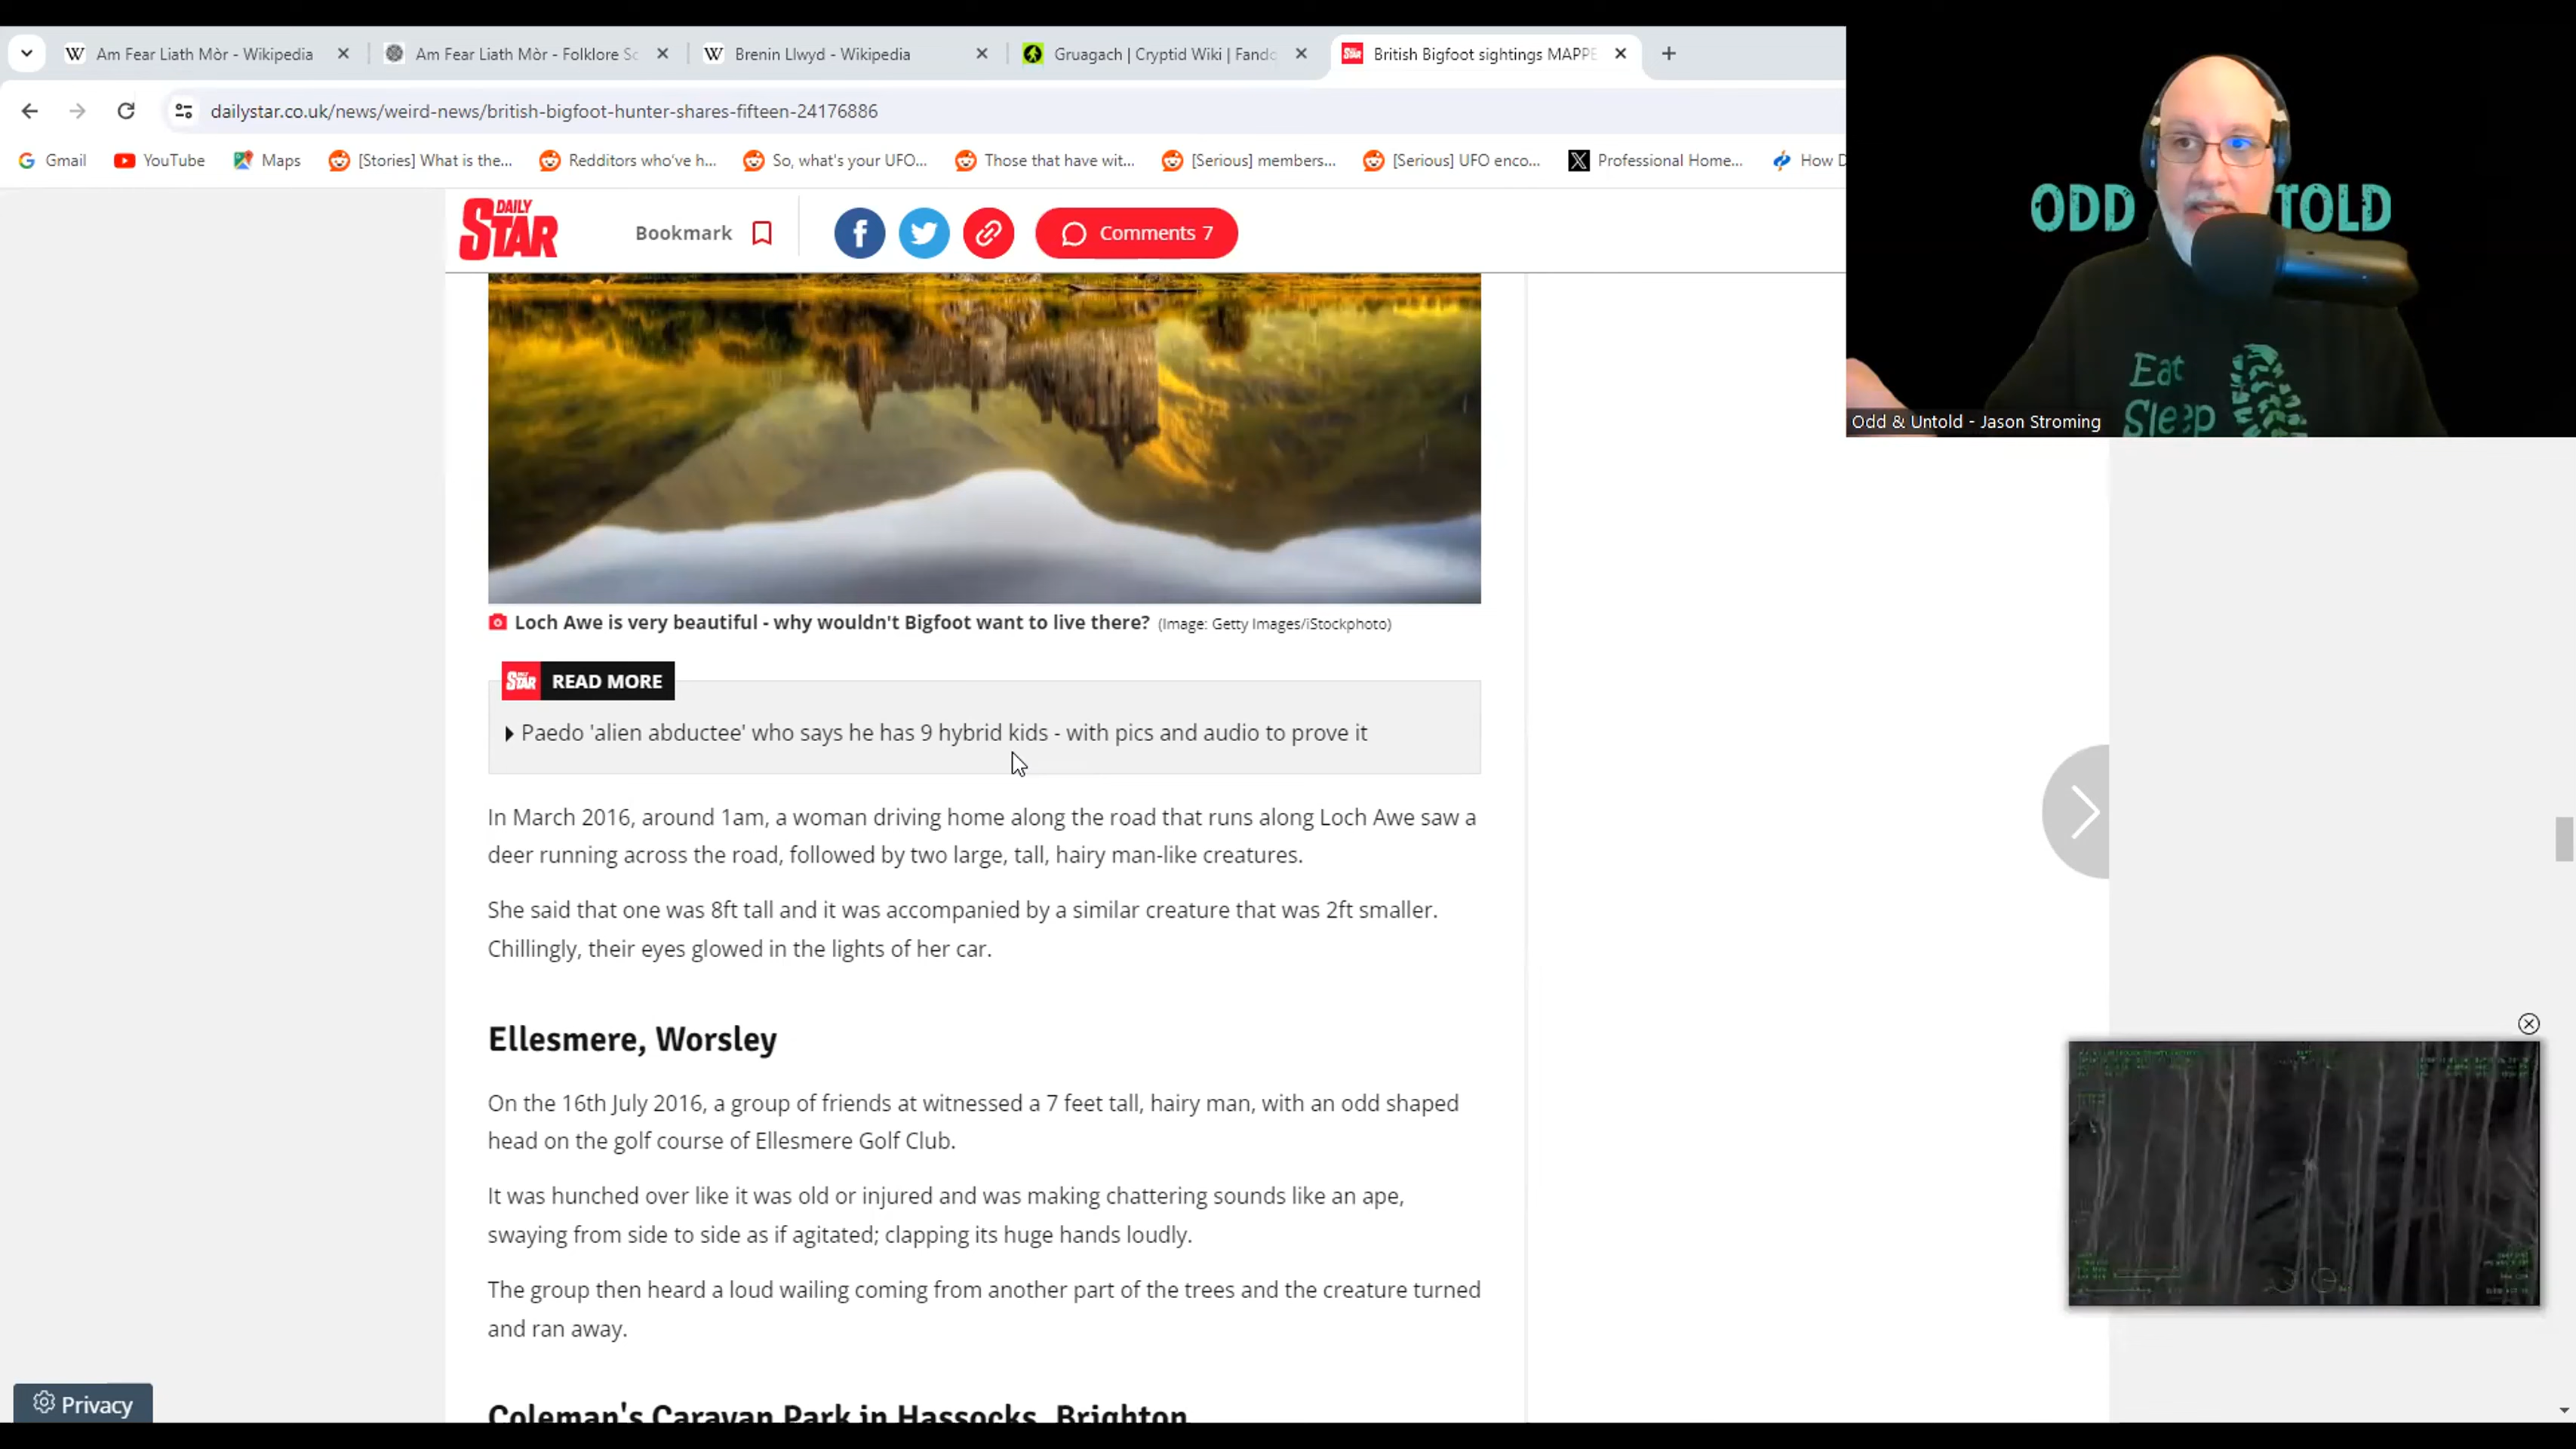 Am Fear Liath Mòr - Wikipedia
Am Fear Liath Mòr - Folklore Sc
Brenin Llwyd - Wikipedia
Gruagach | Cryptid Wiki | Fando
British Bigfoot sightings MAPPE
dailystar.co.uk/news/weird-news/british-bigfoot-hunter-shares-fifteen-24176886
Gmail
YouTube
Maps
[Stories] What is the...
Redditors who've h...
So, what's your UFO...
Those that have wit...
[Serious] members...
[Serious] UFO enco...
Professional Home...
How D
DAILY
STAR
Bookmark
Comments 7
ODD
TOLD
Eat
Sleep
Odd & Untold - Jason Stroming
Loch Awe is very beautiful - why wouldn't Bigfoot want to live there? (Image: Getty Images/iStockphoto)
STAR READ MORE
Paedo 'alien abductee' who says he has 9 hybrid kids - with pics and audio to prove it
In March 2016, around 1am, a woman driving home along the road that runs along Loch Awe saw a
deer running across the road, followed by two large, tall, hairy man-like creatures.
She said that one was 8ft tall and it was accompanied by a similar creature that was 2ft smaller.
Chillingly, their eyes glowed in the lights of her car.
Ellesmere, Worsley
On the 16th July 2016, a group of friends at witnessed a 7 feet tall, hairy man, with an odd shaped
head on the golf course of Ellesmere Golf Club.
It was hunched over like it was old or injured and was making chattering sounds like an ape,
swaying from side to side as if agitated; clapping its huge hands loudly.
The group then heard a loud wailing coming from another part of the trees and the creature turned
and ran away.
Coleman's Caravan Park in Hassocks, Brighton
Privacy